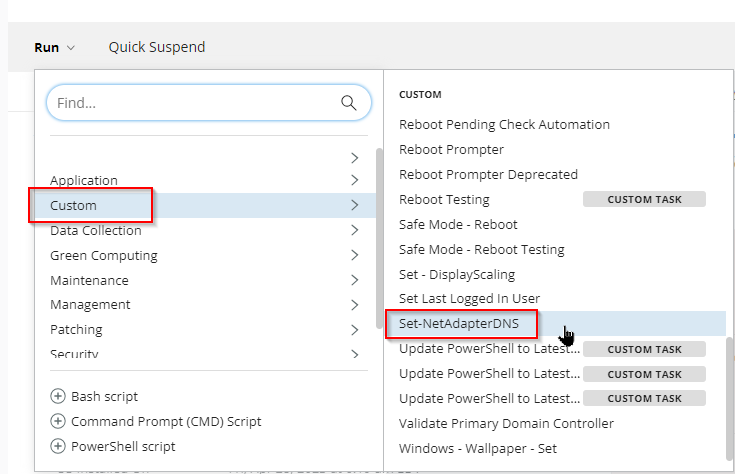 Run
Quick Suspend
Find...
Application
Custom
Data Collection
Green Computing
Maintenance
Management
Patching
Security
Bash script
Command Prompt (CMD) Script
PowerShell script
CUSTOM
Reboot Pending Check Automation
Reboot Prompter
Reboot Prompter Deprecated
Reboot Testing CUSTOM TASK
Safe Mode - Reboot
Safe Mode - Reboot Testing
Set - DisplayScaling
Set Last Logged In User
Set-NetAdapterDNS
Update PowerShell to Latest... CUSTOM TASK
Update PowerShell to Latest... CUSTOM TASK
Update PowerShell to Latest... CUSTOM TASK
Validate Primary Domain Controller
Windows - Wallpaper - Set